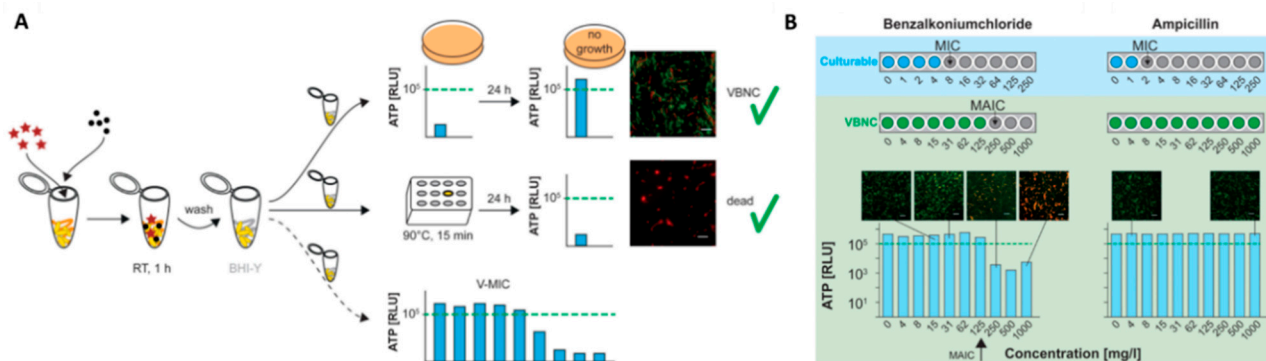 A
RT, 1 h
wash
BHI-Y
ATP [RLU]
10⁵
24 h
no
growth
ATP [RLU]
10⁵
VBNC
90°C, 15 min
24 h
ATP [RLU]
10⁵
dead
V-MIC
ATP [RLU]
10⁵
B
Benzalkoniumchloride
Ampicillin
MIC
MIC
Culturable
0 1 2 4 8 16 32 64 125 250
0 1 2 4 8 16 32 64 125 250
MAIC
VBNC
0 4 8 15 31 62 125 250 500 1000
0 4 8 15 31 62 125 250 500 1000
ATP [RLU]
10⁵
10³
10¹
ATP [RLU]
10⁵
10³
10¹
0 4 8 15 31 62 125 250 500 1000
0 4 8 15 31 62 125 250 500 1000
MAIC
Concentration [mg/l]